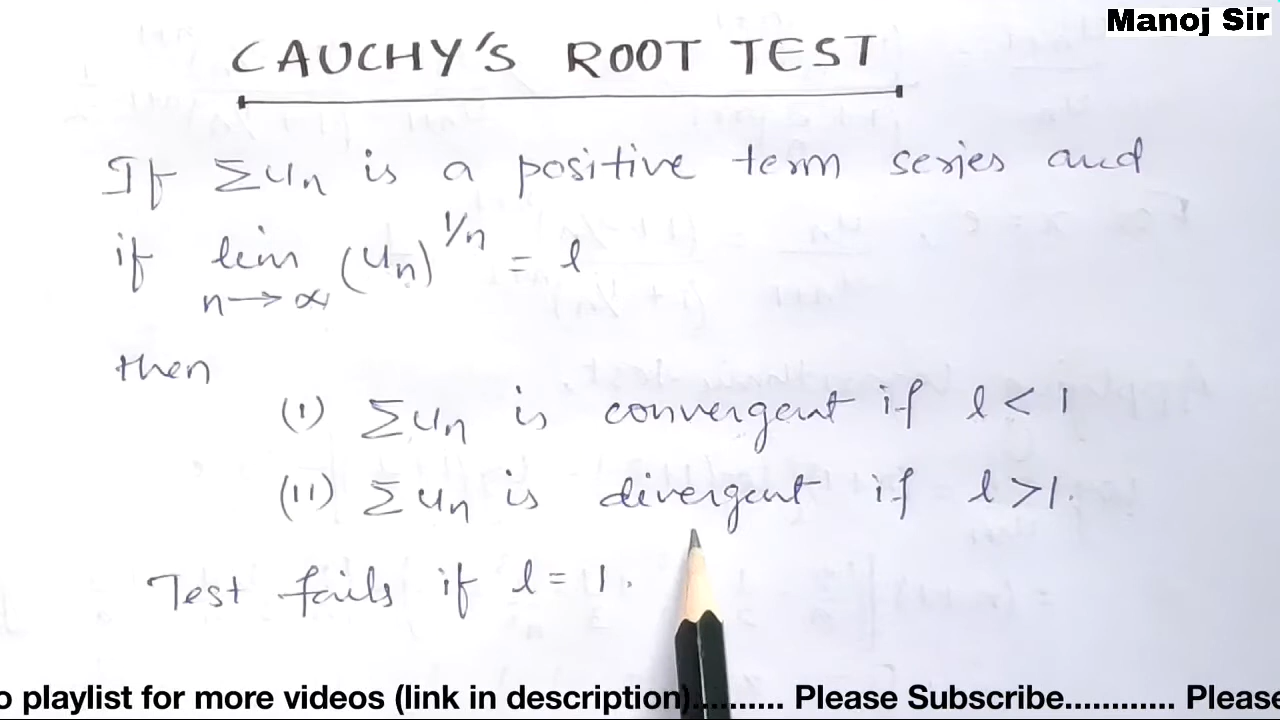 Manoj Sir
CAUCHY'S ROOT TEST
If Σun is a positive term series and
if lim n→∞ (un)^1/n = l
then
(i) Σun is convergent if l < 1
(ii) Σun is divergent if l > 1.
Test fails if l = 1.
o playlist for more videos (link in description).......... Please Subscribe............ Please